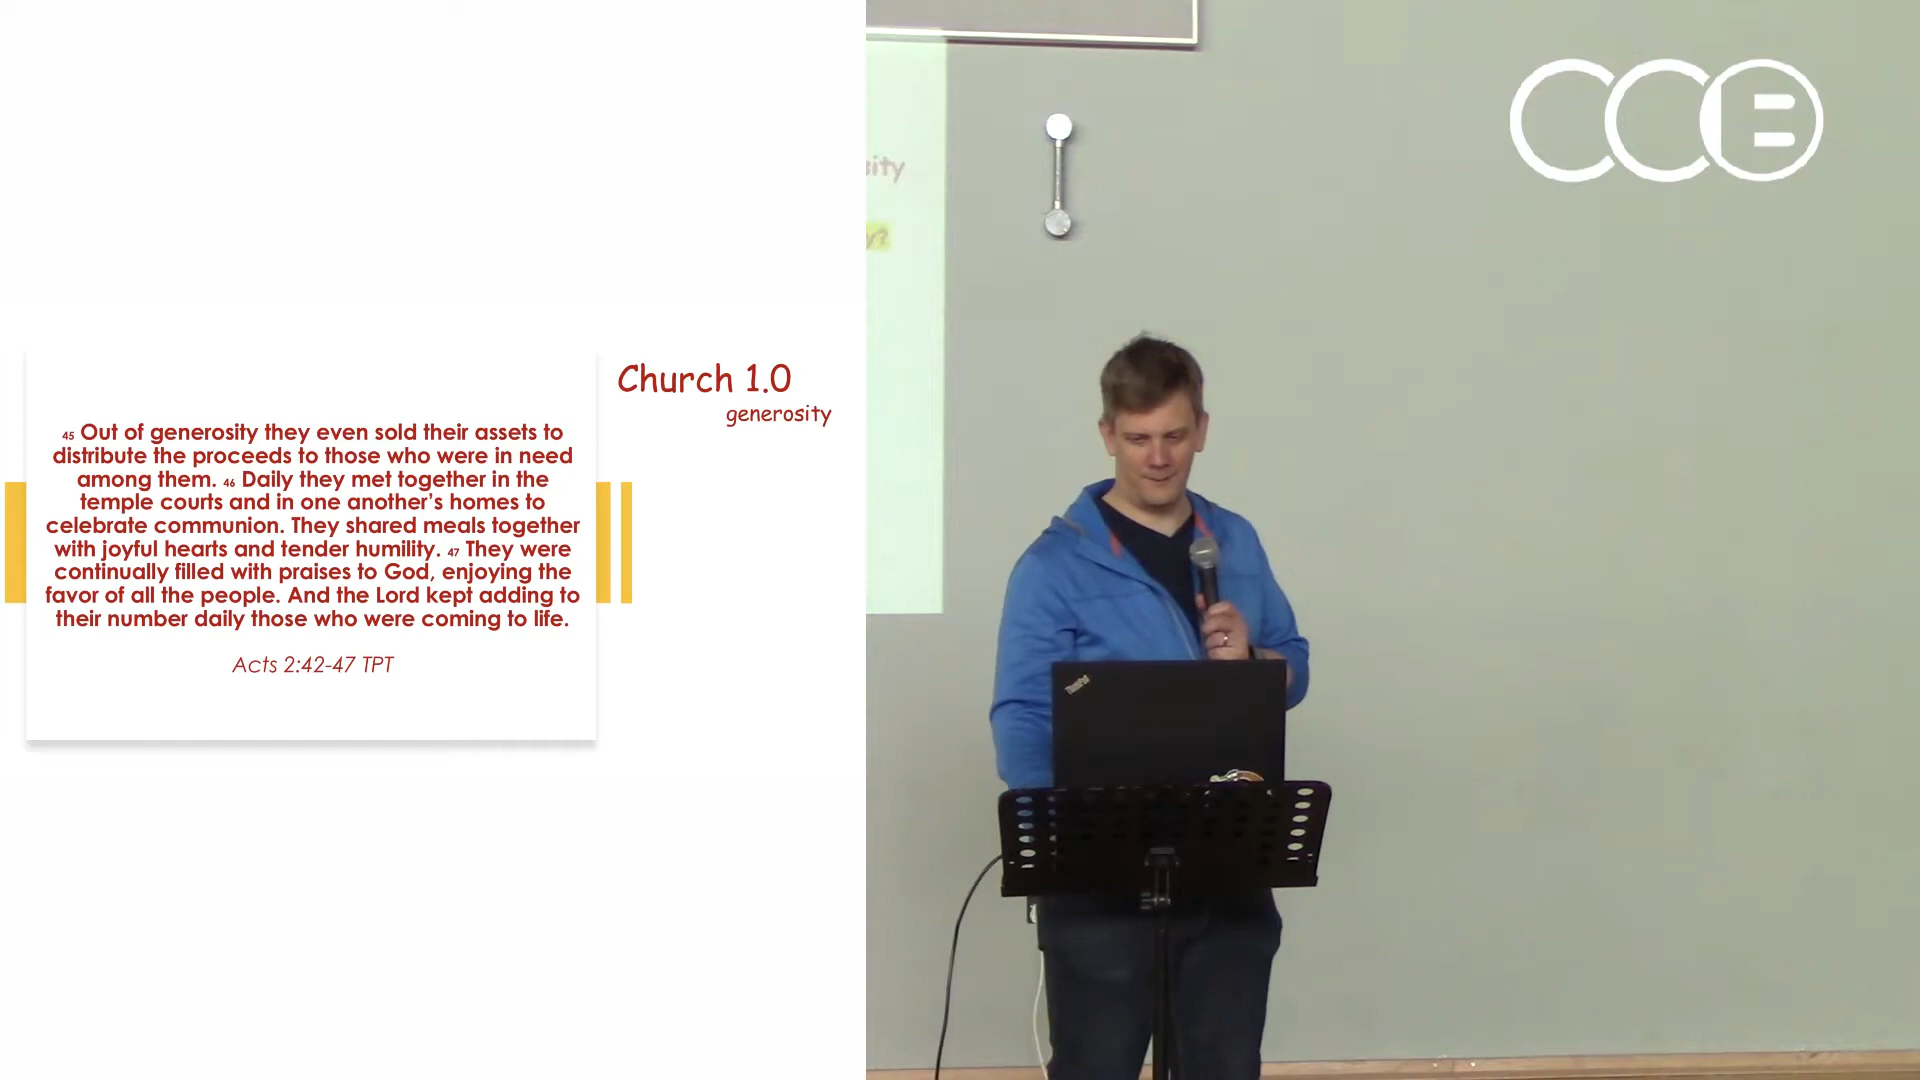 Church 1.0
generosity
45 Out of generosity they even sold their assets to
distribute the proceeds to those who were in need
among them. 46 Daily they met together in the
temple courts and in one another’s homes to
celebrate communion. They shared meals together
with joyful hearts and tender humility. 47 They were
continually filled with praises to God, enjoying the
favor of all the people. And the Lord kept adding to
their number daily those who were coming to life.
Acts 2:42-47 TPT
CCB
ThinkPad